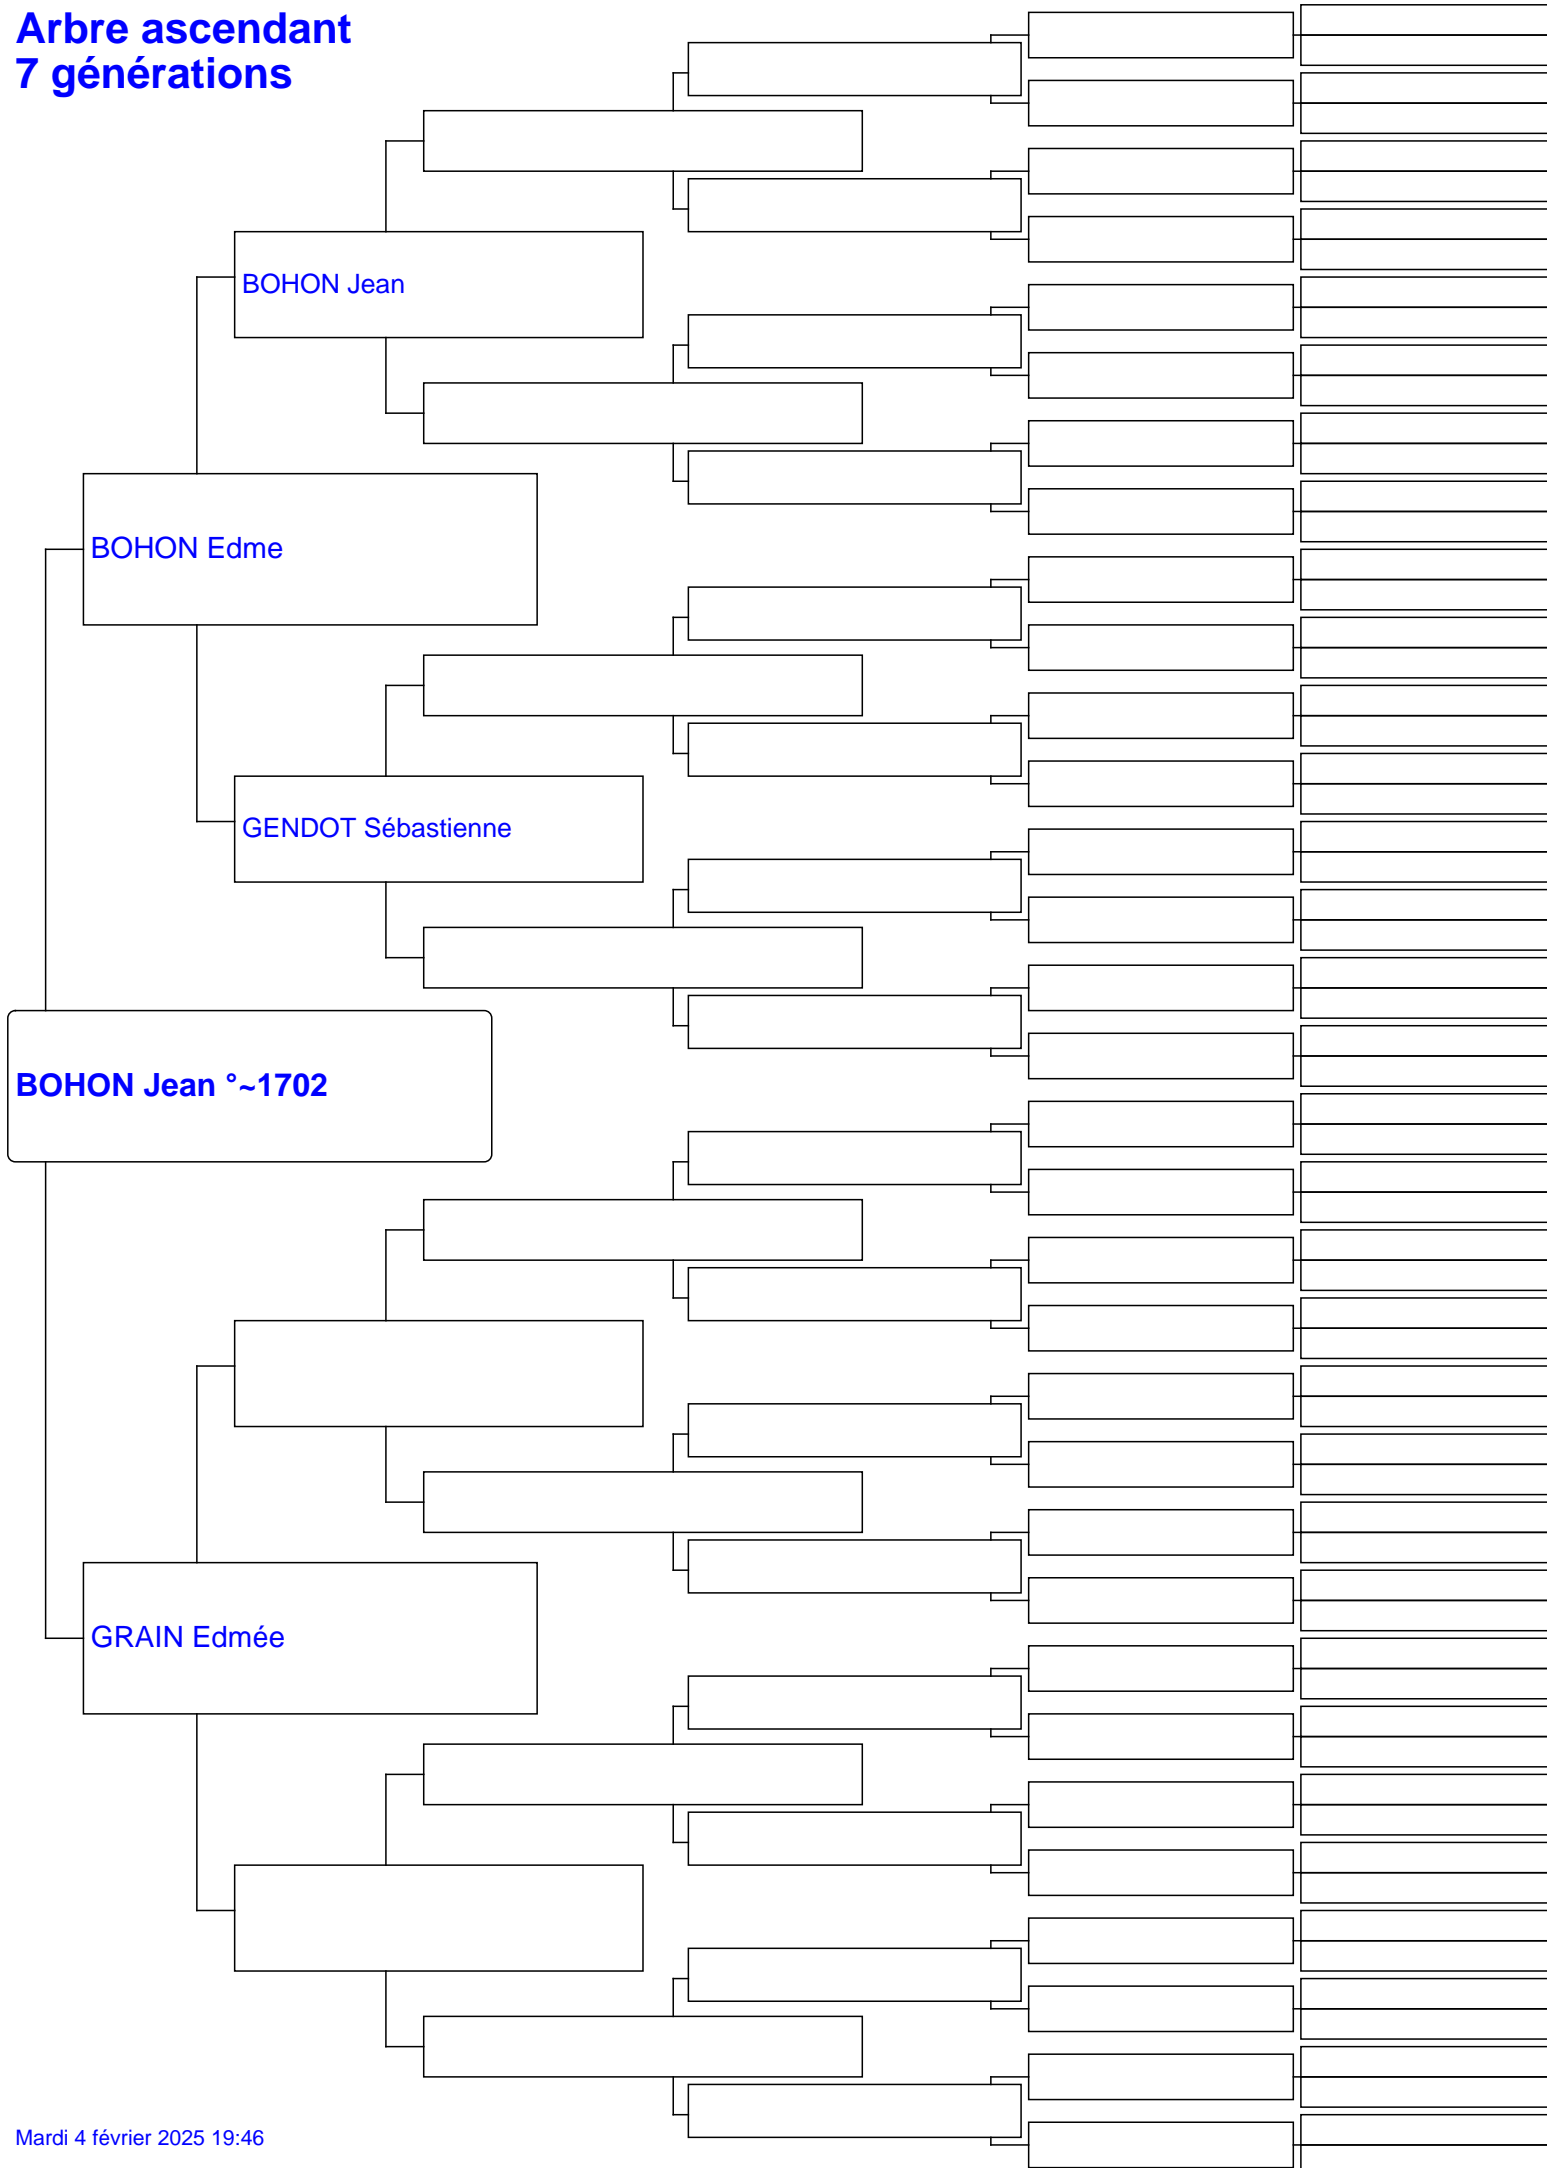 Arbre ascendant
7 générations
BOHON Jean
BOHON Edme
GENDOT Sébastienne
BOHON Jean °~1702
GRAIN Edmée
Mardi 4 février 2025 19:46